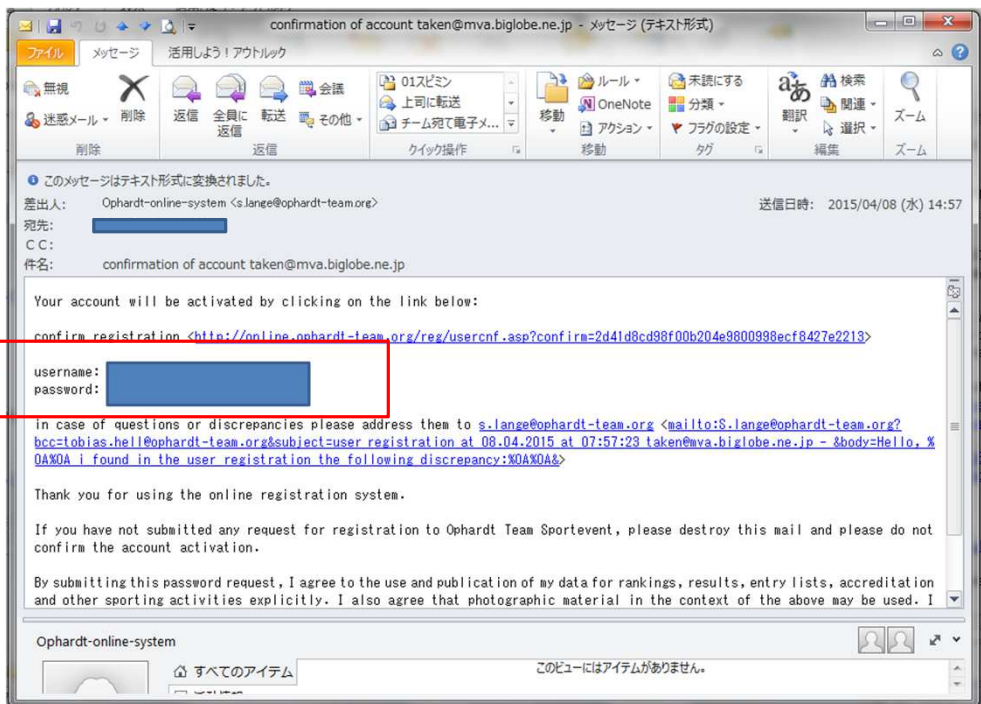 confirmation of account taken@mva.biglobe.ne.jp - メッセージ (テキスト形式)
ファイル メッセージ 活用しよう！アウトルック
無視
迷惑メール
削除
返信
全員に
返信
転送
会議
その他
01スピミン
上司に転送
チーム宛て電子メ...
移動
ルール
OneNote
アクション
未読にする
分類
フラグの設定
あ
翻訳
検索
関連
選択
ズーム
削除 返信 クイック操作 移動 タグ 編集 ズーム
このメッセージはテキスト形式に変換されました。
差出人: Ophardt-online-system <s.lange@ophardt-team.org> 送信日時: 2015/04/08 (水) 14:57
宛先:
CC:
件名: confirmation of account taken@mva.biglobe.ne.jp
Your account will be activated by clicking on the link below:
confirm registration <http://online.ophardt-team.org/reg/usercnf.asp?confirm=2d41d8cd98f00b204e9800998ecf8427e2213>
username:
password:
in case of questions or discrepancies please address them to s.lange@ophardt-team.org <mailto:S.lange@ophardt-team.org?
bcc=tobias.hell@ophardt-team.org&subject=user registration at 08.04.2015 at 07:57:23 taken@mva.biglobe.ne.jp - &body=Hello, %
0A%0A i found in the user registration the following discrepancy:%0A%0A&>
Thank you for using the online registration system.
If you have not submitted any request for registration to Ophardt Team Sportevent, please destroy this mail and please do not
confirm the account activation.
By submitting this password request, I agree to the use and publication of my data for rankings, results, entry lists, accreditation
and other sporting activities explicitly. I also agree that photographic material in the context of the above may be used. I
Ophardt-online-system
すべてのアイテム
このビューにはアイテムがありません。